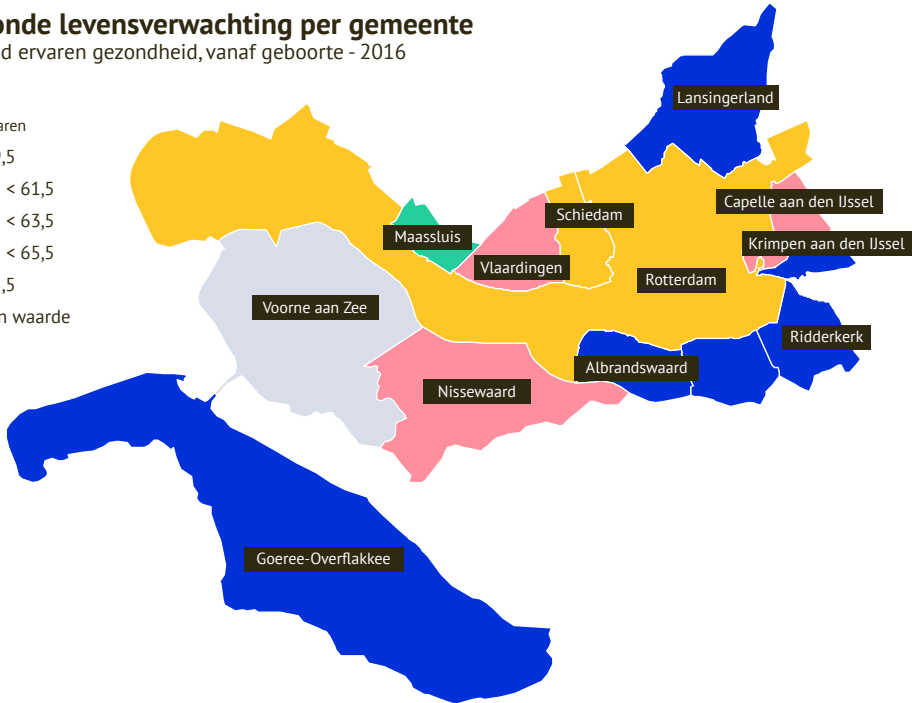 onde levensverwachting per gemeente
d ervaren gezondheid, vanaf geboorte - 2016
aren
,5
< 61,5
< 63,5
< 65,5
,5
n waarde
Lansingerland
Capelle aan den IJssel
Schiedam
Maassluis
Krimpen aan den IJssel
Vlaardingen
Rotterdam
Voorne aan Zee
Ridderkerk
Albrandswaard
Nissewaard
Goeree-Overflakkee